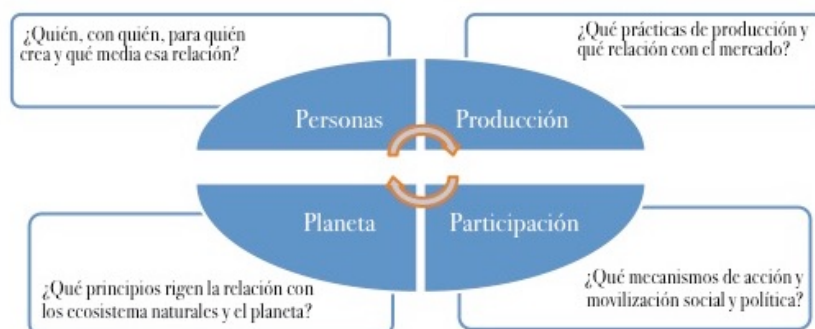 ¿Quién, con quién, para quién
crea y qué media esa relación?
¿Qué prácticas de producción y
qué relación con el mercado?
Personas
Producción
Planeta
Participación
¿Qué principios rigen la relación con
los ecosistema naturales y el planeta?
¿Qué mecanismos de acción y
movilización social y política?